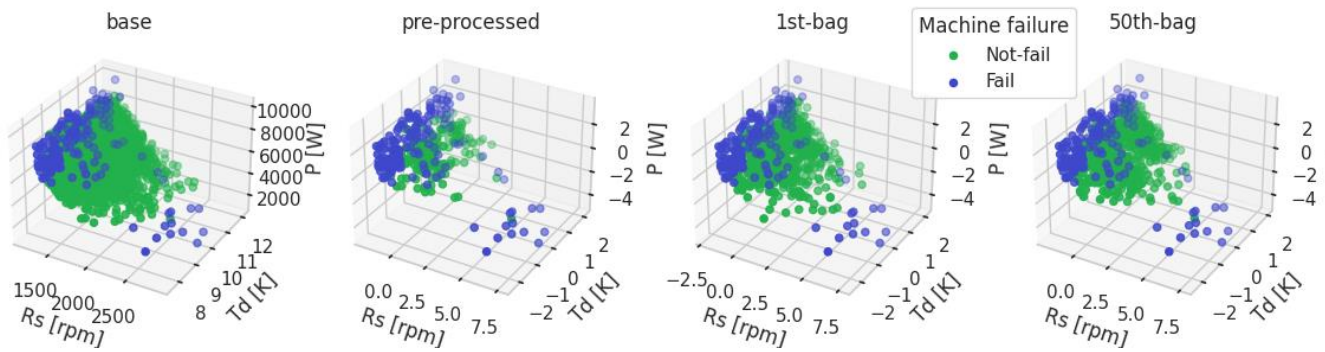 base
pre-processed
1st-bag
50th-bag
Machine failure
Not-fail
Fail
10000
8000
6000
4000
2000
P [W]
1500
2000
2500
Rs [rpm]
8
9
10
11
12
Td [K]
2
0
−2
−4
P [W]
0.0
2.5
5.0
7.5
Rs [rpm]
−2
−1
0
1
2
Td [K]
2
0
−2
−4
P [W]
−2.5
0.0
2.5
5.0
7.5
Rs [rpm]
−2
−1
0
1
2
Td [K]
2
0
−2
−4
P [W]
0.0
2.5
5.0
7.5
Rs [rpm]
−2
−1
0
1
2
Td [K]